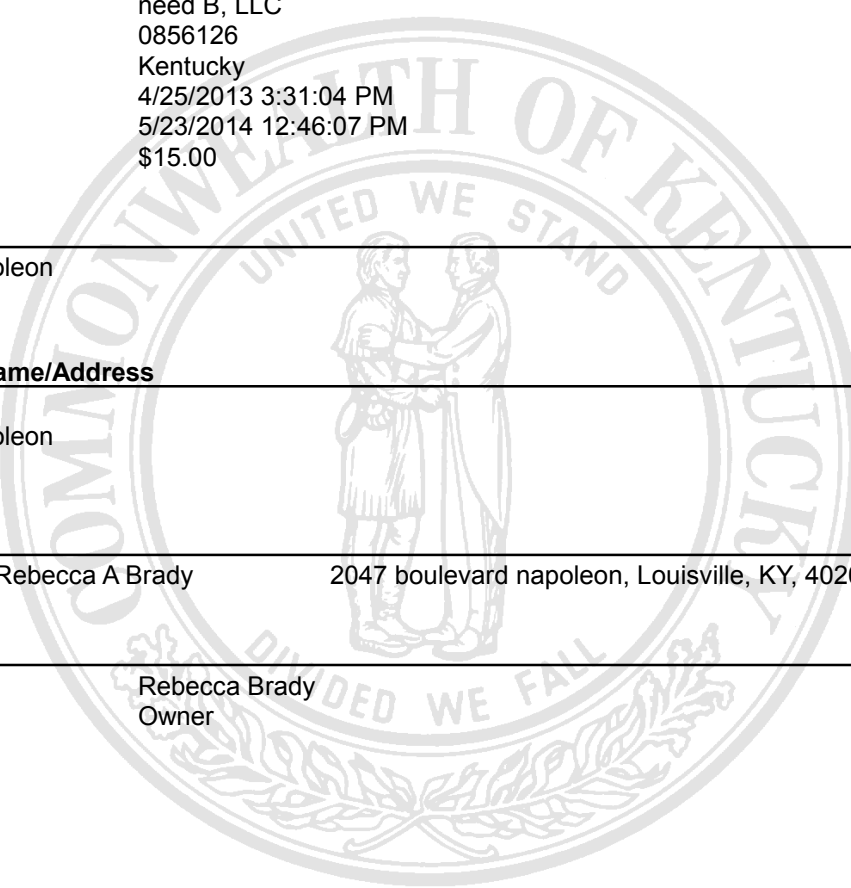 need B, LLC
0856126
Kentucky
4/25/2013 3:31:04 PM
5/23/2014 12:46:07 PM
$15.00
COMMONWEALTH OF KENTUCKY
UNITED WE STAND
oleon
ame/Address
oleon
Rebecca A Brady 2047 boulevard napoleon, Louisville, KY, 4020
DIVIDED WE FALL
Rebecca Brady
Owner